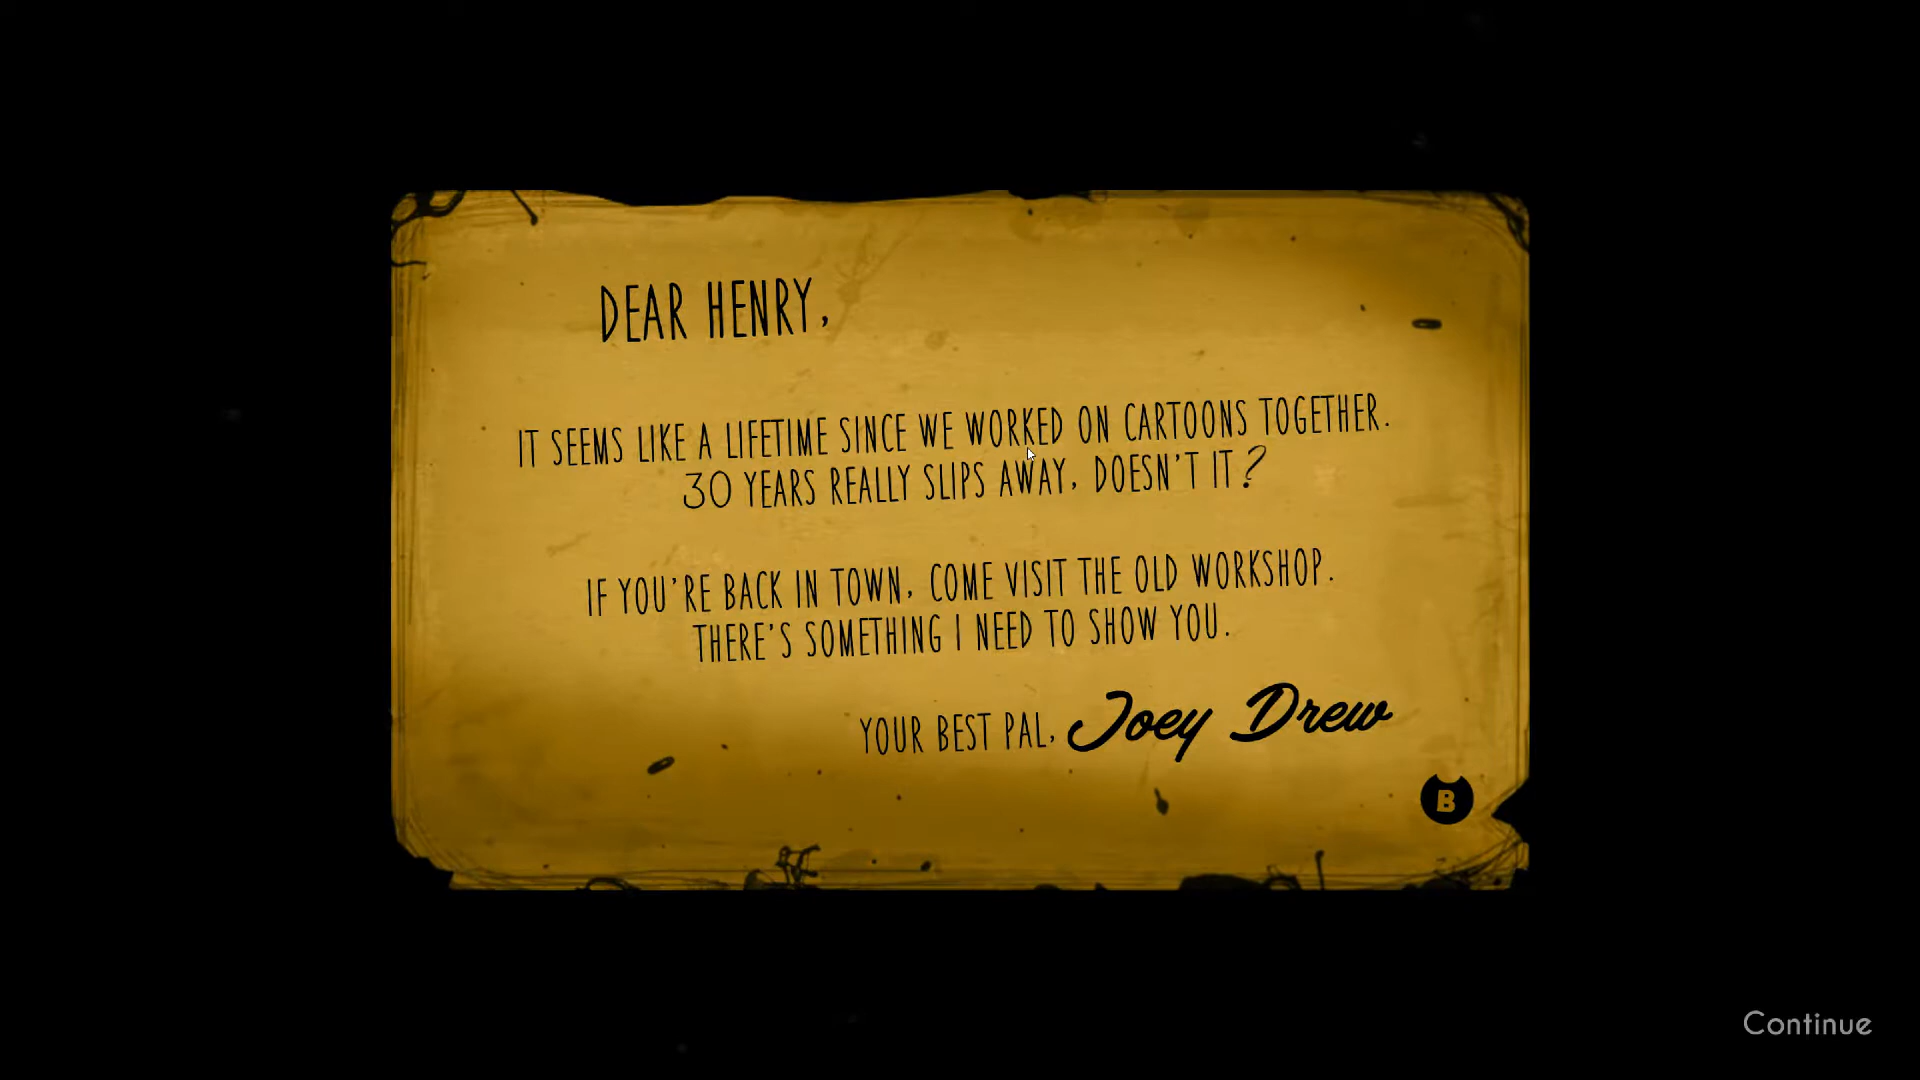 DEAR HENRY,
IT SEEMS LIKE A LIFETIME SINCE WE WORKED ON CARTOONS TOGETHER.
30 YEARS REALLY SLIPS AWAY, DOESN'T IT?
IF YOU'RE BACK IN TOWN, COME VISIT THE OLD WORKSHOP.
THERE'S SOMETHING I NEED TO SHOW YOU.
YOUR BEST PAL, Joey Drew
B
Continue